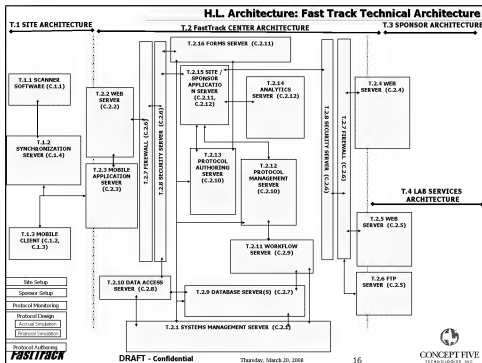 H.L. Architecture: Fast Track Technical Architecture
T.1 SITE ARCHITECTURE
T.2 FastTrack CENTER ARCHITECTURE
T.3 SPONSOR ARCHITECTURE
T.2.16 FORMS SERVER (C.2.11)
T.1.1 SCANNER
SOFTWARE (C.1.1)
T.2.2 WEB
SERVER
(C.2.2)
T.2.7 FIREWALL (C.2.6)
T.2.8 SECURITY SERVER (C.2.6)
T.2.15 SITE /
SPONSOR
APPLICATIO
N SERVER
(C.2.11,
C.2.12)
T.2.14
ANALYTICS
SERVER (C.2.12)
T.2.8 SECURITY SERVER (C.2.6)
T.2.7 FIREWALL (C.2.6)
T.2.4 WEB
SERVER
(C.2.4)
T.1.2
SYNCHRONIZATION
SERVER (C.1.4)
T.2.3 MOBILE
APPLICATION
SERVER
(C.2.3)
T.2.13
PROTOCOL
AUTHORING
SERVER
(C.2.10)
T.2.12
PROTOCOL
MANAGEMENT
SERVER
(C.2.10)
T.4 LAB SERVICES
ARCHITECTURE
T.1.3 MOBILE
CLIENT (C.1.2,
C.1.3)
T.2.11 WORKFLOW
SERVER
(C.2.9)
T.2.5 WEB
SERVER
(C.2.5)
T.2.10 DATA ACCESS
SERVER
(C.2.8)
T.2.9 DATABASE SERVER(S) (C.2.7)
T.2.6 FTP
SERVER
(C.2.5)
T.2.1 SYSTEMS MANAGEMENT SERVER (C.2.1)
Site Setup
Sponsor Setup
Protocol Monitoring
Protocol Design
Accrual Simulation
Financial Simulation
Protocol Authoring
FASTTRACK
DRAFT - Confidential
Thursday, March 20, 2008
16
CONCEPT FIVE
TECHNOLOGIES INC